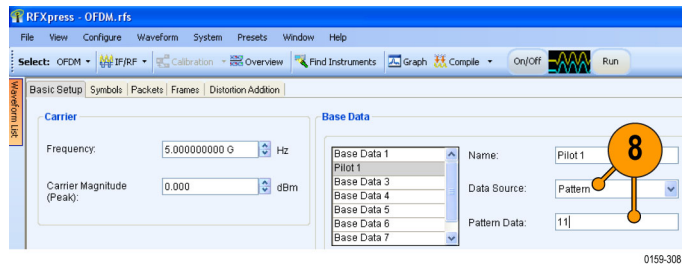 RFXpress - OFDM.rfs
File View Configure Waveform System Presets Window Help
Select: OFDM IF/RF Calibration Overview Find Instruments Graph Compile On/Off Run
Waveform List
Basic Setup Symbols Packets Frames Distortion Addition
Carrier
Frequency: 5.000000000 G Hz
Carrier Magnitude (Peak): 0.000 dBm
Base Data
Base Data 1
Pilot 1
Base Data 3
Base Data 4
Base Data 5
Base Data 6
Base Data 7
Name: Pilot 1
Data Source: Pattern
Pattern Data: 11
8
0159-308